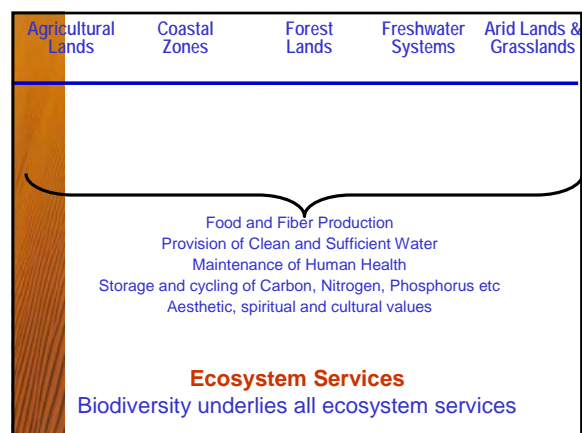 Agricultural Lands
Coastal Zones
Forest Lands
Freshwater Systems
Arid Lands & Grasslands
Food and Fiber Production
Provision of Clean and Sufficient Water
Maintenance of Human Health
Storage and cycling of Carbon, Nitrogen, Phosphorus etc
Aesthetic, spiritual and cultural values
Ecosystem Services
Biodiversity underlies all ecosystem services